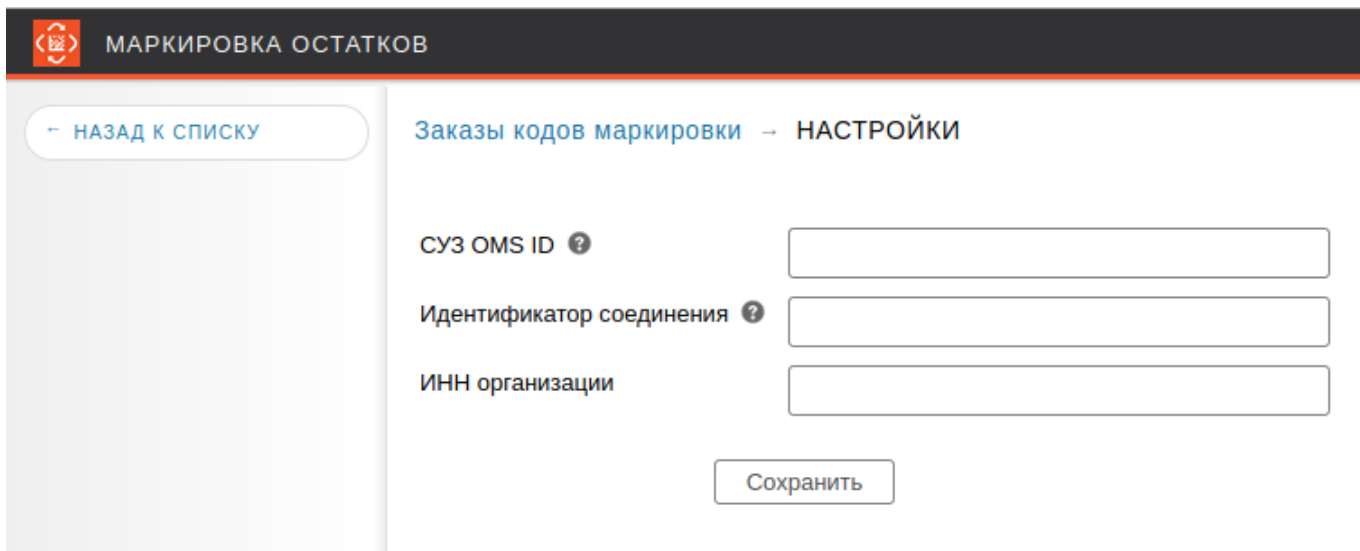 МАРКИРОВКА ОСТАТКОВ
← НАЗАД К СПИСКУ
Заказы кодов маркировки → НАСТРОЙКИ
СУЗ OMS ID ?
Идентификатор соединения ?
ИНН организации
Сохранить